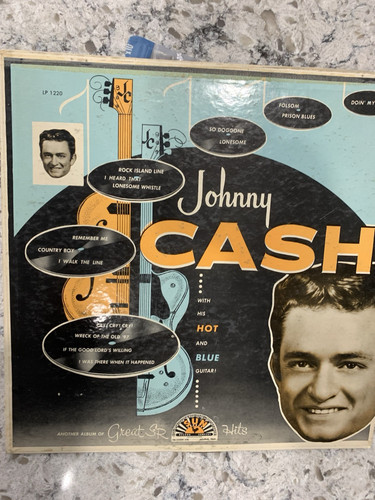 LP 1220
FOLSOM
PRISON BLUES
DOIN' MY
SO DOGGONE
LONESOME
ROCK ISLAND LINE
I HEARD THAT
LONESOME WHISTLE
Johnny
CASH
REMEMBER ME
COUNTRY BOY
I WALK THE LINE
WITH
HIS
HOT
AND
BLUE
GUITAR!
CRY! CRY! CRY!
WRECK OF THE OLD '97
IF THE GOOD LORD'S WILLING
I WAS THERE WHEN IT HAPPENED
ANOTHER ALBUM OF Great SR Hits
SUN